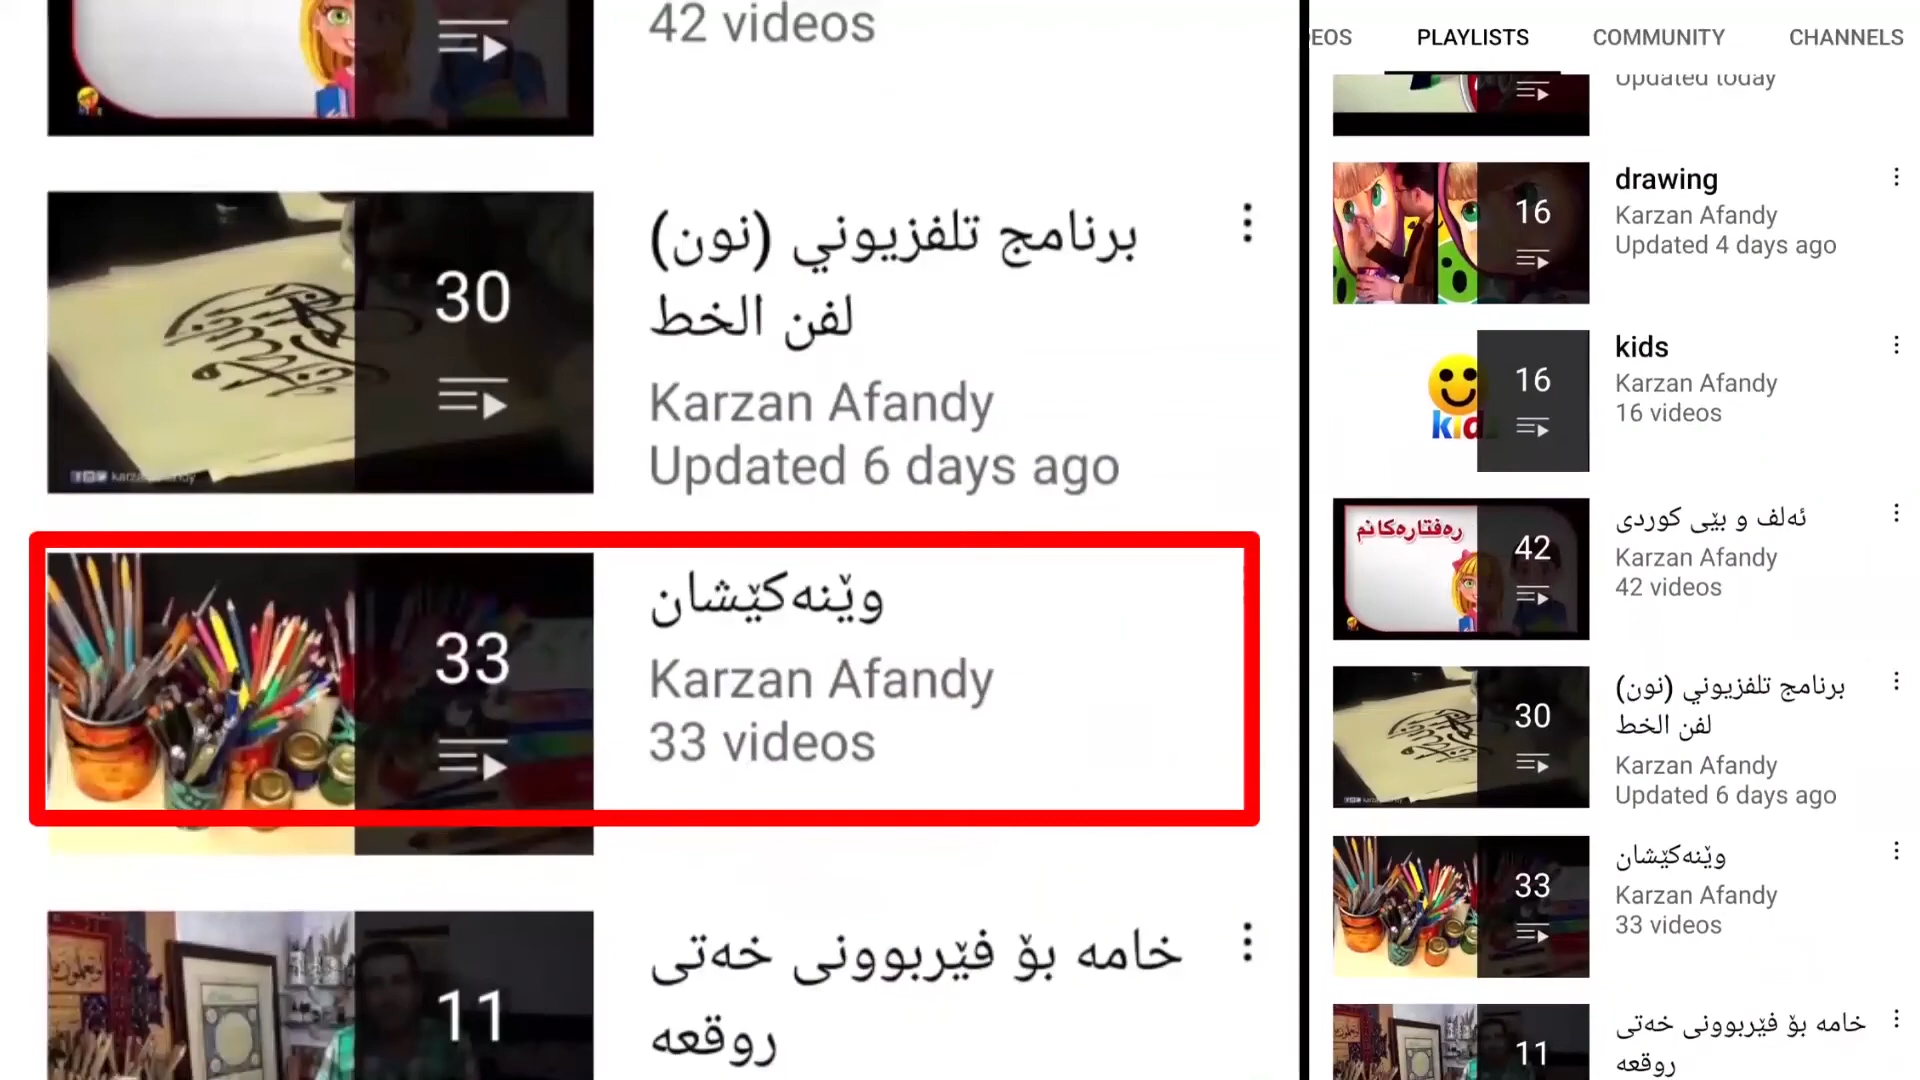 42 videos
30
برنامج تلفزيوني (نون)
لفن الخط
Karzan Afandy
Updated 6 days ago
33
وێنەکێشان
Karzan Afandy
33 videos
11
خامە بۆ فێربوونی خەتی
روقعە
EOS
PLAYLISTS
COMMUNITY
CHANNELS
Updated today
16
drawing
Karzan Afandy
Updated 4 days ago
16
kids
Karzan Afandy
16 videos
ڕەفتارەکانم
42
ئەلف و بێی کوردی
Karzan Afandy
42 videos
30
برنامج تلفزيوني (نون)
لفن الخط
Karzan Afandy
Updated 6 days ago
33
وێنەکێشان
Karzan Afandy
33 videos
11
خامە بۆ فێربوونی خەتی
روقعە